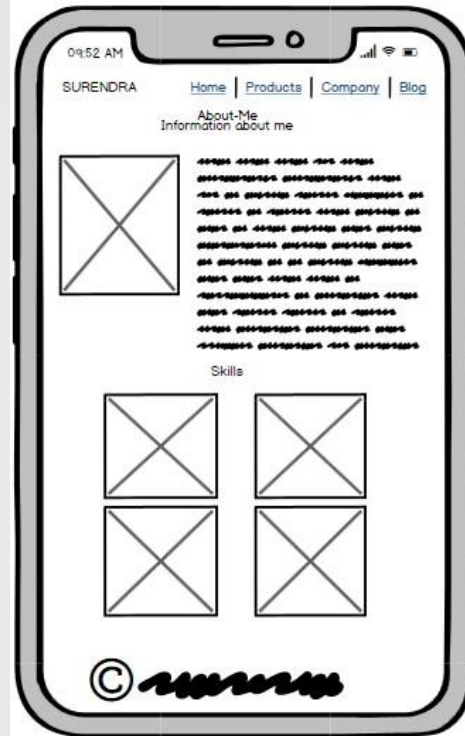 09:52 AM
SURENDRA Home Products Company Blog
About-Me
Information about me
Skills
©